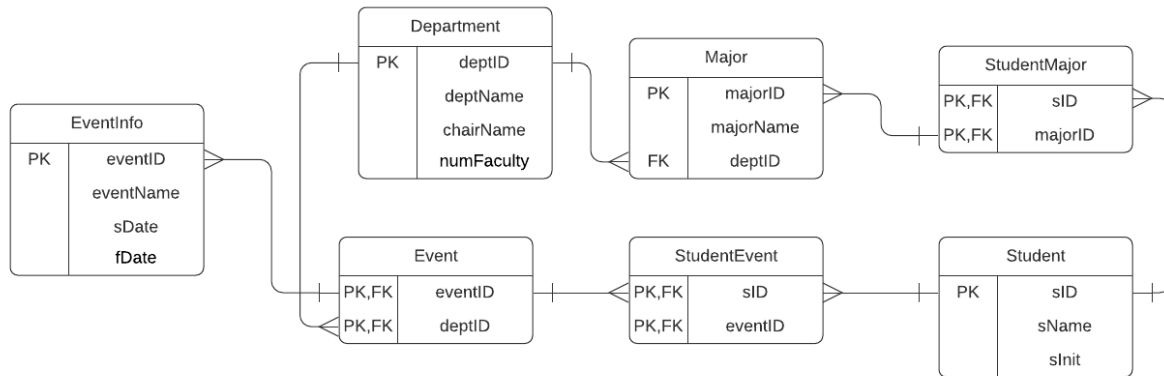 Department
PK deptID
deptName
chairName
numFaculty
Major
PK majorID
majorName
FK deptID
StudentMajor
PK,FK sID
PK,FK majorID
EventInfo
PK eventID
eventName
sDate
fDate
Event
PK,FK eventID
PK,FK deptID
StudentEvent
PK,FK sID
PK,FK eventID
Student
PK sID
sName
sInit